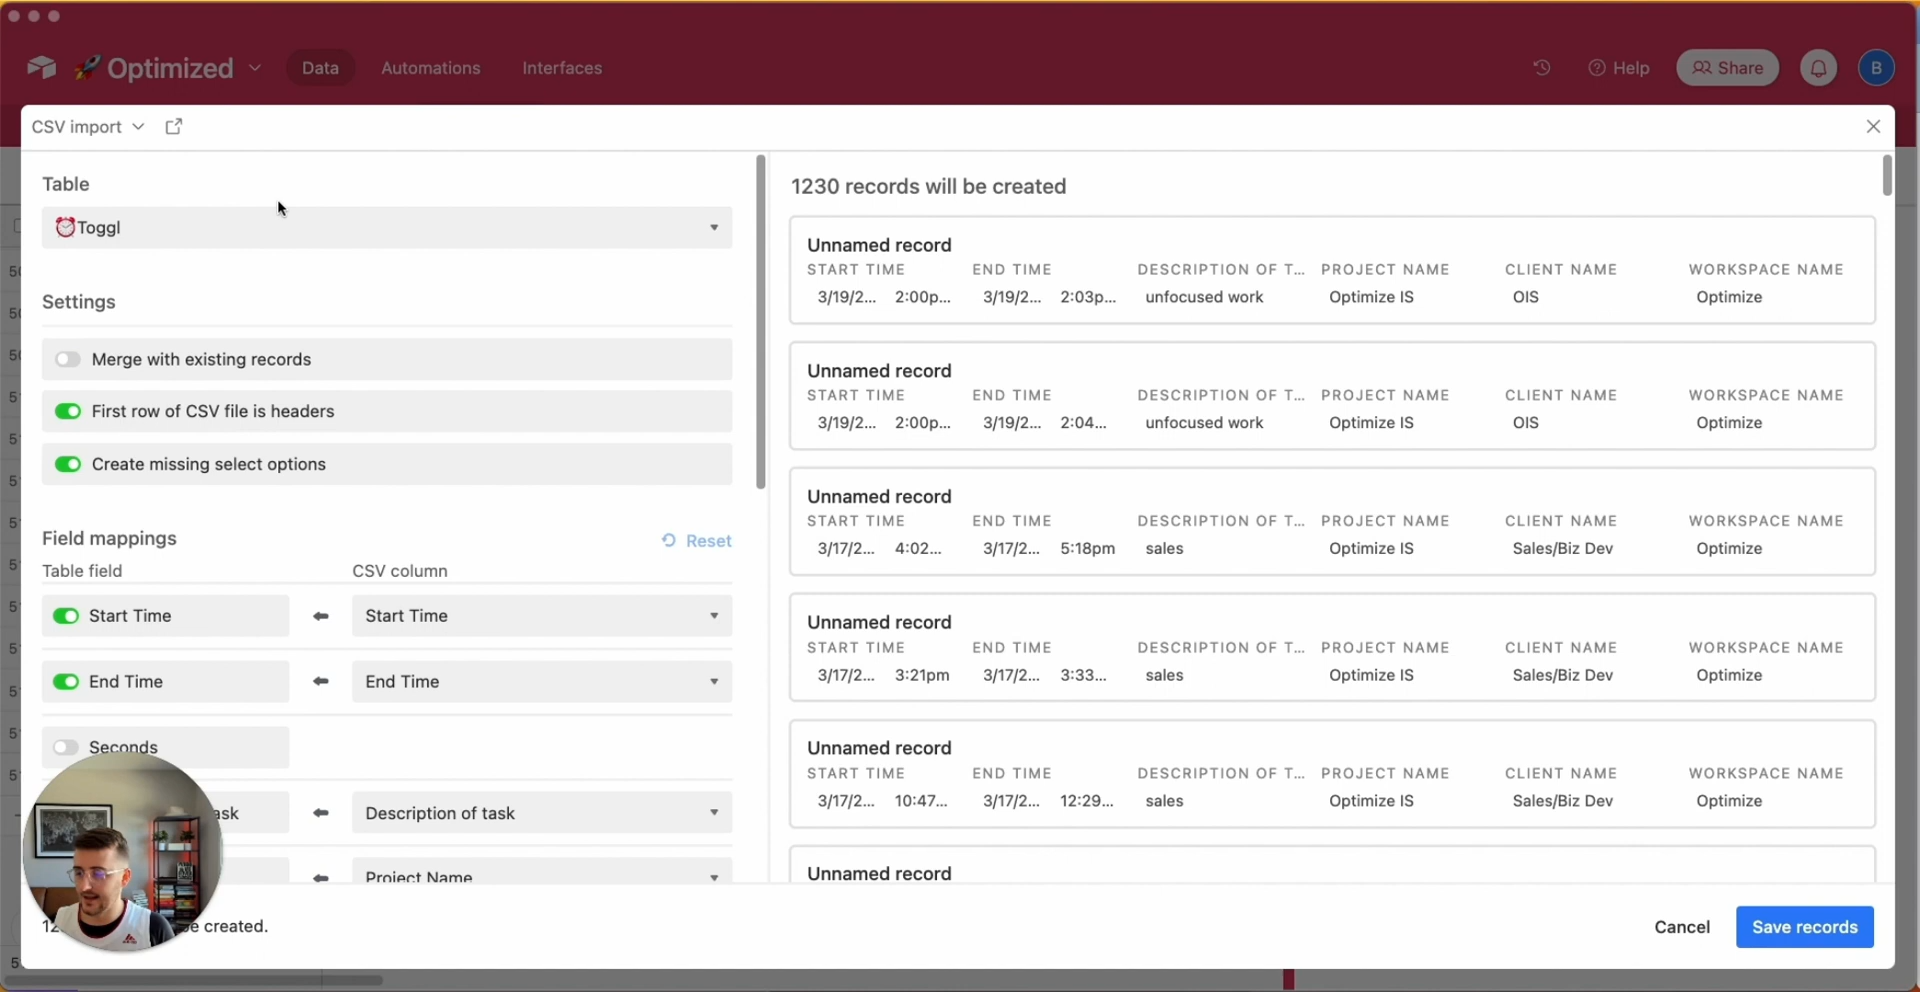 Optimized
Data
Automations
Interfaces
Help
Share
B
CSV import
Table
Toggl
Settings
Merge with existing records
First row of CSV file is headers
Create missing select options
Field mappings
Reset
Table field
CSV column
Start Time
Start Time
End Time
End Time
Seconds
ask
Description of task
Project Name
e created.
1230 records will be created
Unnamed record
START TIME END TIME DESCRIPTION OF T... PROJECT NAME CLIENT NAME WORKSPACE NAME
3/19/2... 2:00p... 3/19/2... 2:03p... unfocused work Optimize IS OIS Optimize
Unnamed record
START TIME END TIME DESCRIPTION OF T... PROJECT NAME CLIENT NAME WORKSPACE NAME
3/19/2... 2:00p... 3/19/2... 2:04... unfocused work Optimize IS OIS Optimize
Unnamed record
START TIME END TIME DESCRIPTION OF T... PROJECT NAME CLIENT NAME WORKSPACE NAME
3/17/2... 4:02... 3/17/2... 5:18pm sales Optimize IS Sales/Biz Dev Optimize
Unnamed record
START TIME END TIME DESCRIPTION OF T... PROJECT NAME CLIENT NAME WORKSPACE NAME
3/17/2... 3:21pm 3/17/2... 3:33... sales Optimize IS Sales/Biz Dev Optimize
Unnamed record
START TIME END TIME DESCRIPTION OF T... PROJECT NAME CLIENT NAME WORKSPACE NAME
3/17/2... 10:47... 3/17/2... 12:29... sales Optimize IS Sales/Biz Dev Optimize
Unnamed record
Cancel
Save records